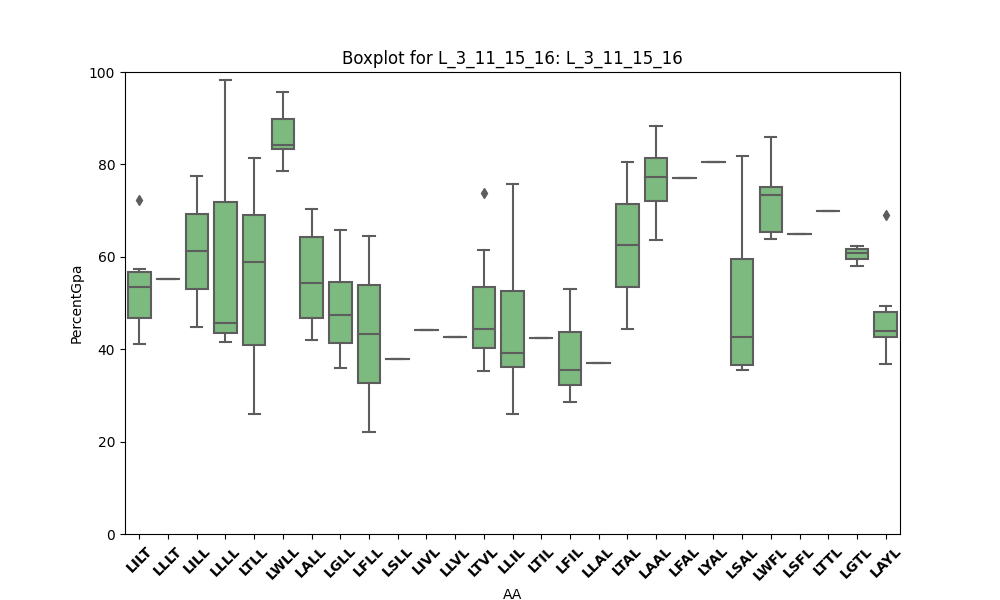 Boxplot for L_3_11_15_16: L_3_11_15_16
PercentGpa
100
80
60
40
20
0
LILT LLLT LILL LLLL LTLL LWLL LALL LGLL LFLL LSLL LIVL LLVL LTVL LLIL LTIL LFIL LLAL LTAL LAAL LFAL LYAL LSAL LWFL LSFL LTTL LGTL LAYL
AA